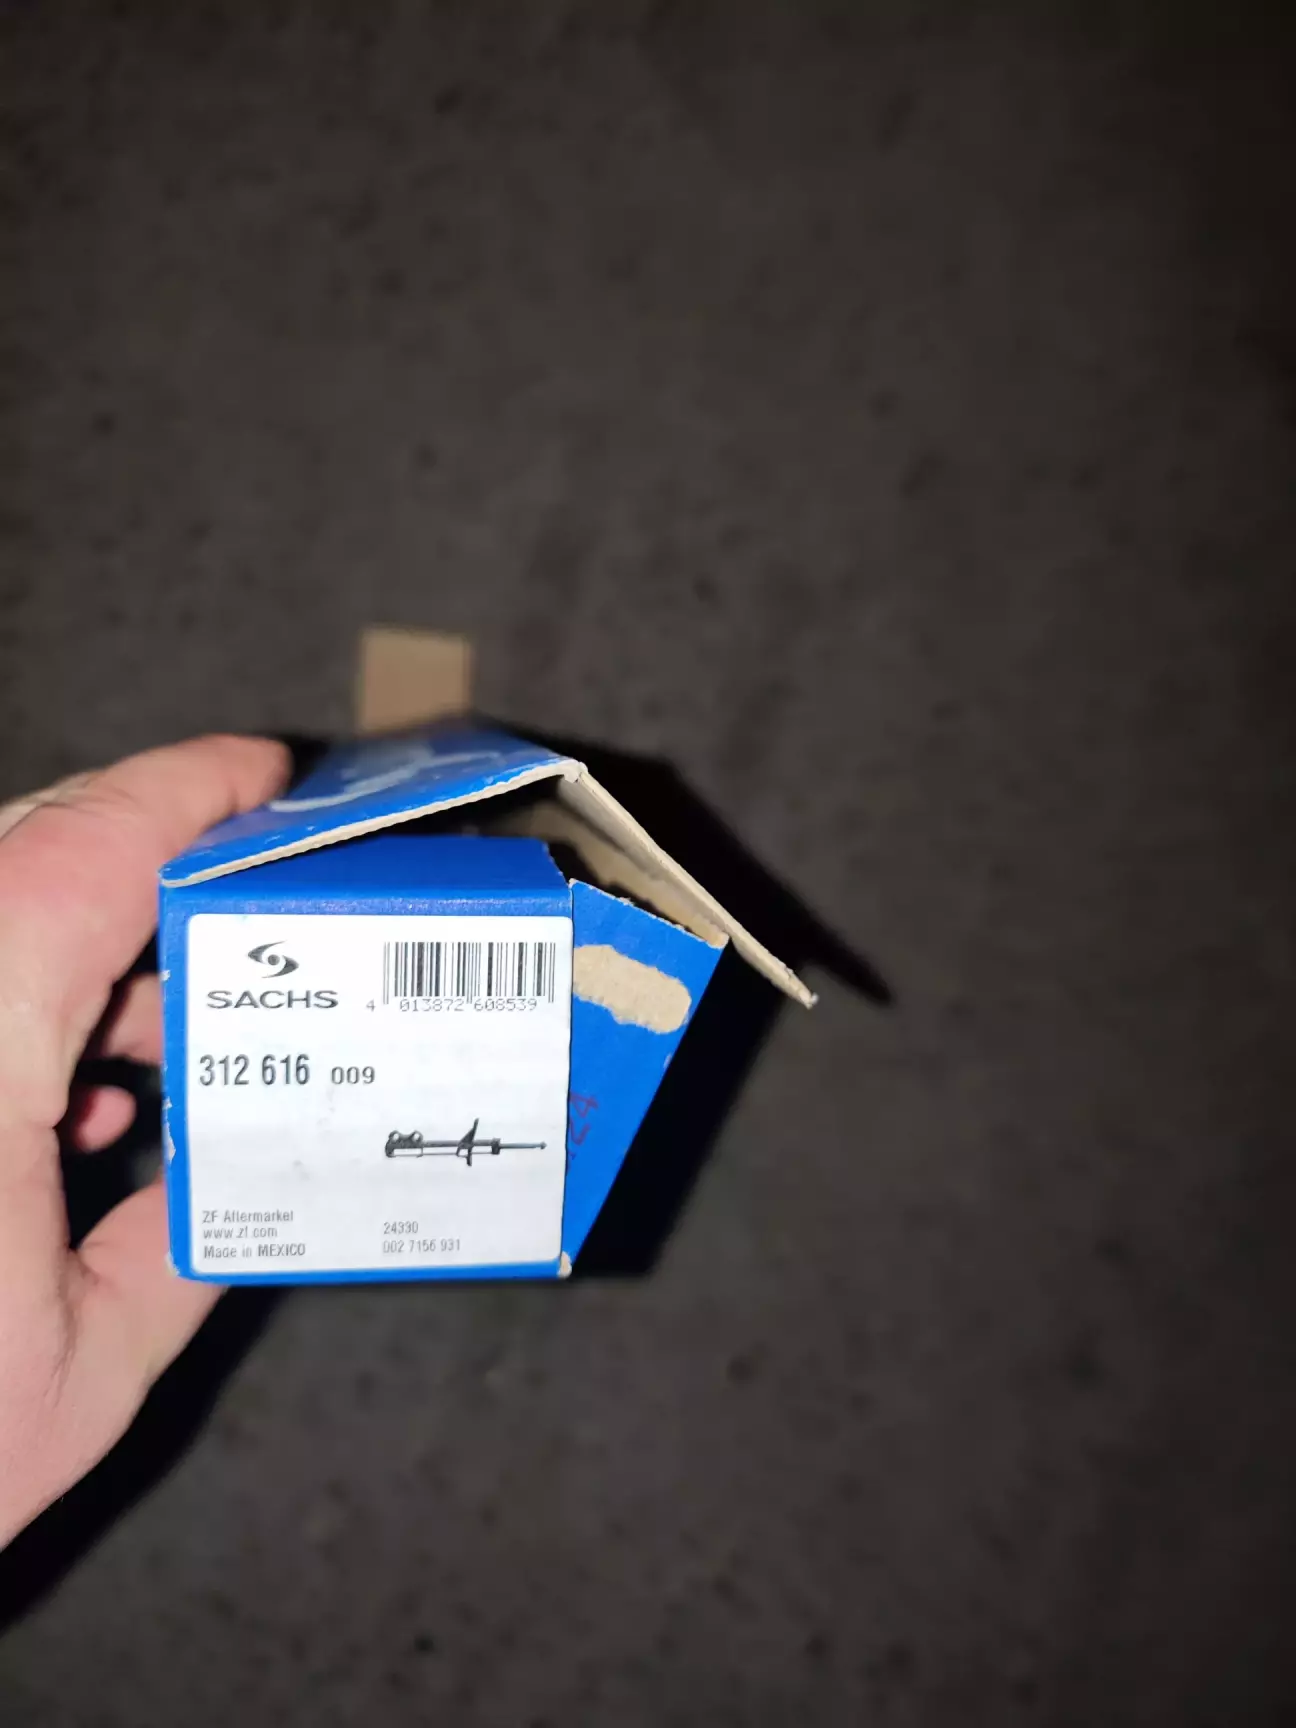 SACHS
4 013872 608539
312 616 009
ZF Aftermarket
www.zf.com
Made in MEXICO
24330
002 7156 931